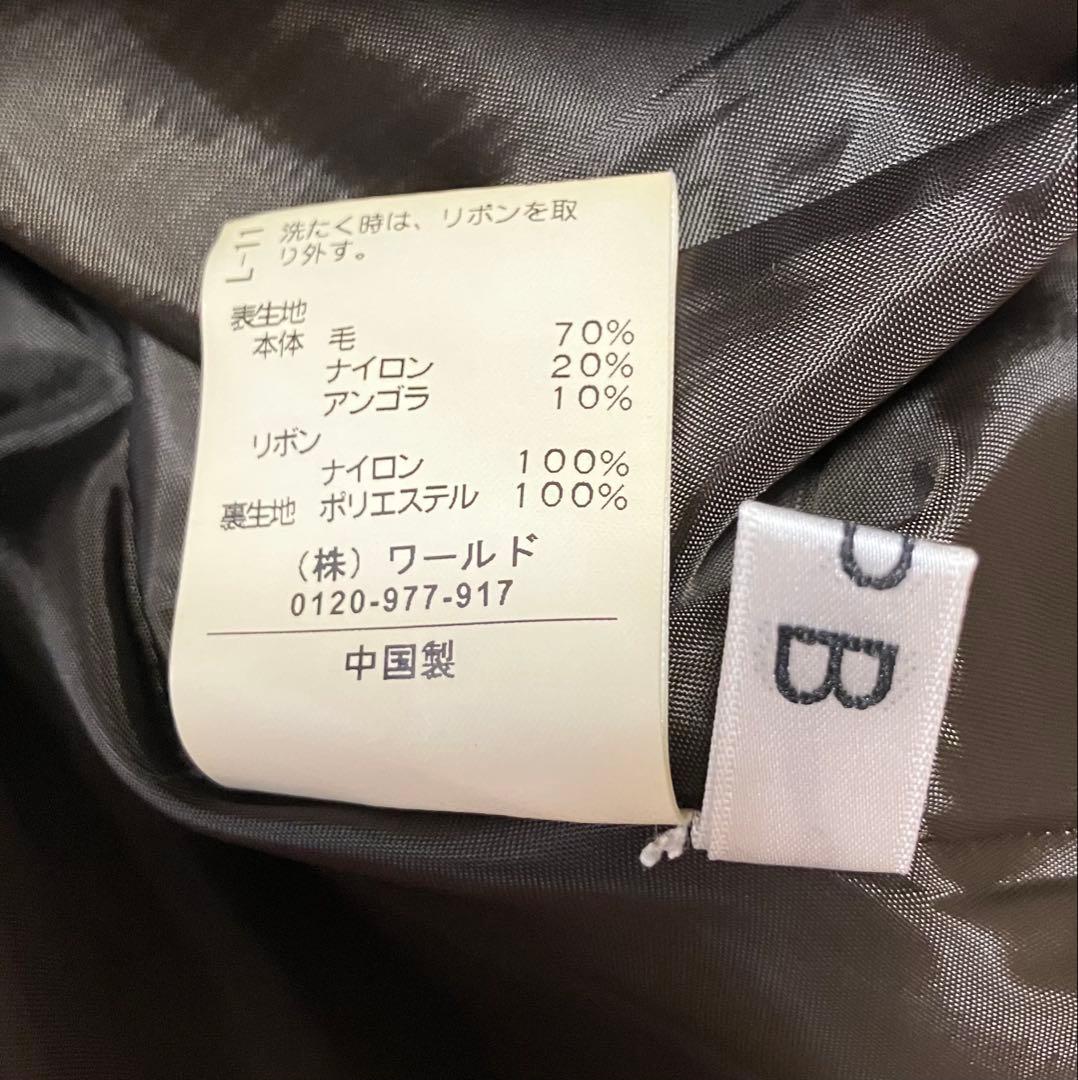 L-11
洗たく時は、リボンを取
り外す。
表生地
本体 毛 70%
ナイロン 20%
アンゴラ 10%
リボン
ナイロン 100%
裏生地 ポリエステル 100%
(株)ワールド
0120-977-917
中国製
B